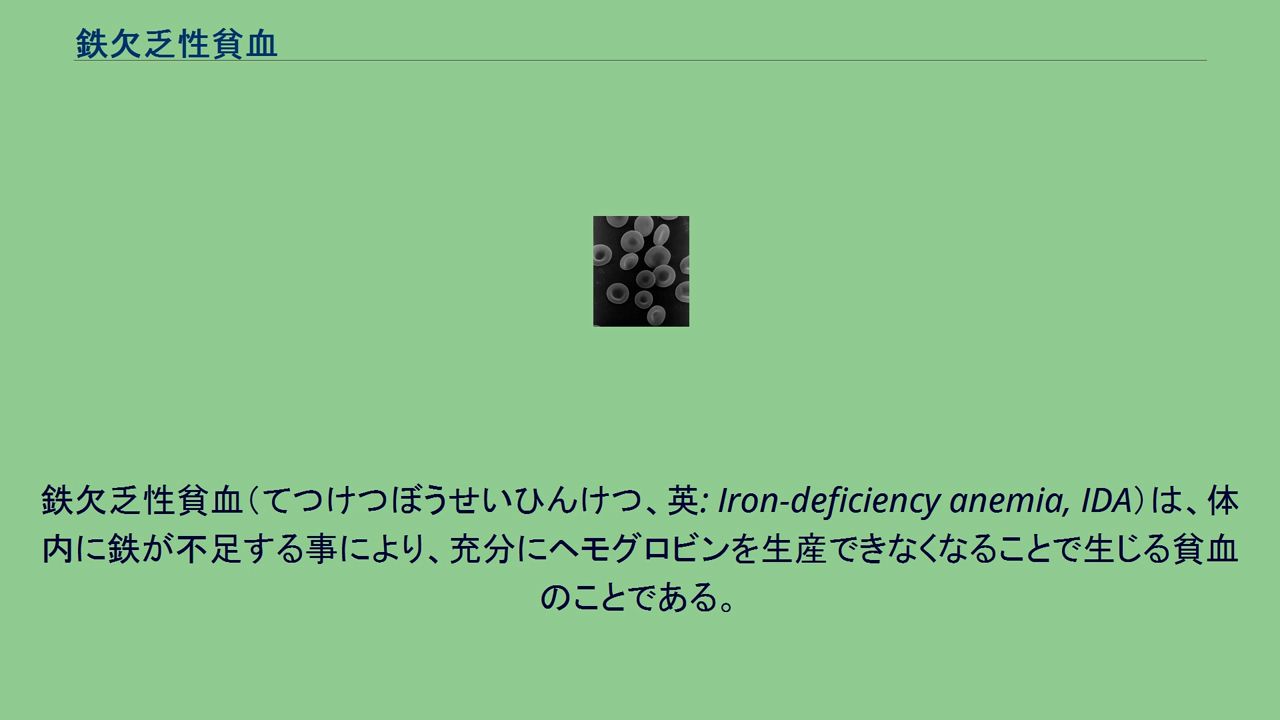 鉄欠乏性貧血
鉄欠乏性貧血（てつけつぼうせいひんけつ、英: Iron-deficiency anemia, IDA）は、体
内に鉄が不足する事により、充分にヘモグロビンを生産できなくなることで生じる貧血
のことである。